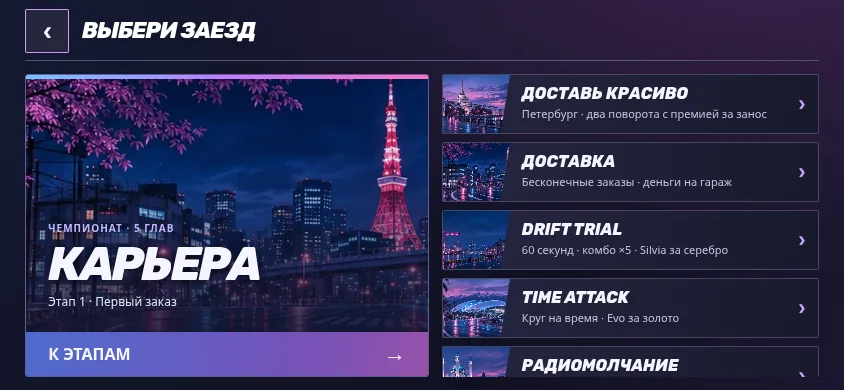 ВЫБЕРИ ЗАЕЗД
ЧЕМПИОНАТ · 5 ГЛАВ
КАРЬЕРА
Этап 1 · Первый заказ
К ЭТАПАМ →
ДОСТАВЬ КРАСИВО
Петербург · два поворота с премией за занос
ДОСТАВКА
Бесконечные заказы · деньги на гараж
DRIFT TRIAL
60 секунд · комбо ×5 · Silvia за серебро
TIME ATTACK
Круг на время · Evo за золото
РАДИОМОЛЧАНИЕ